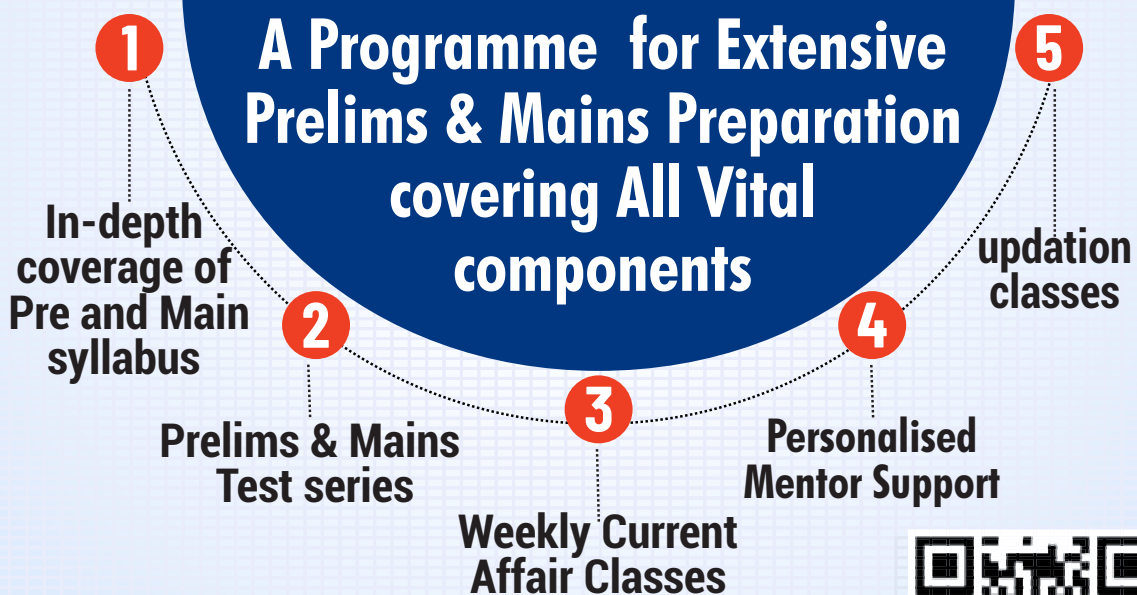 A Programme for Extensive
Prelims & Mains Preparation
covering All Vital
components
1
In-depth
coverage of
Pre and Main
syllabus
2
Prelims & Mains
Test series
3
Weekly Current
Affair Classes
4
Personalised
Mentor Support
5
updation
classes